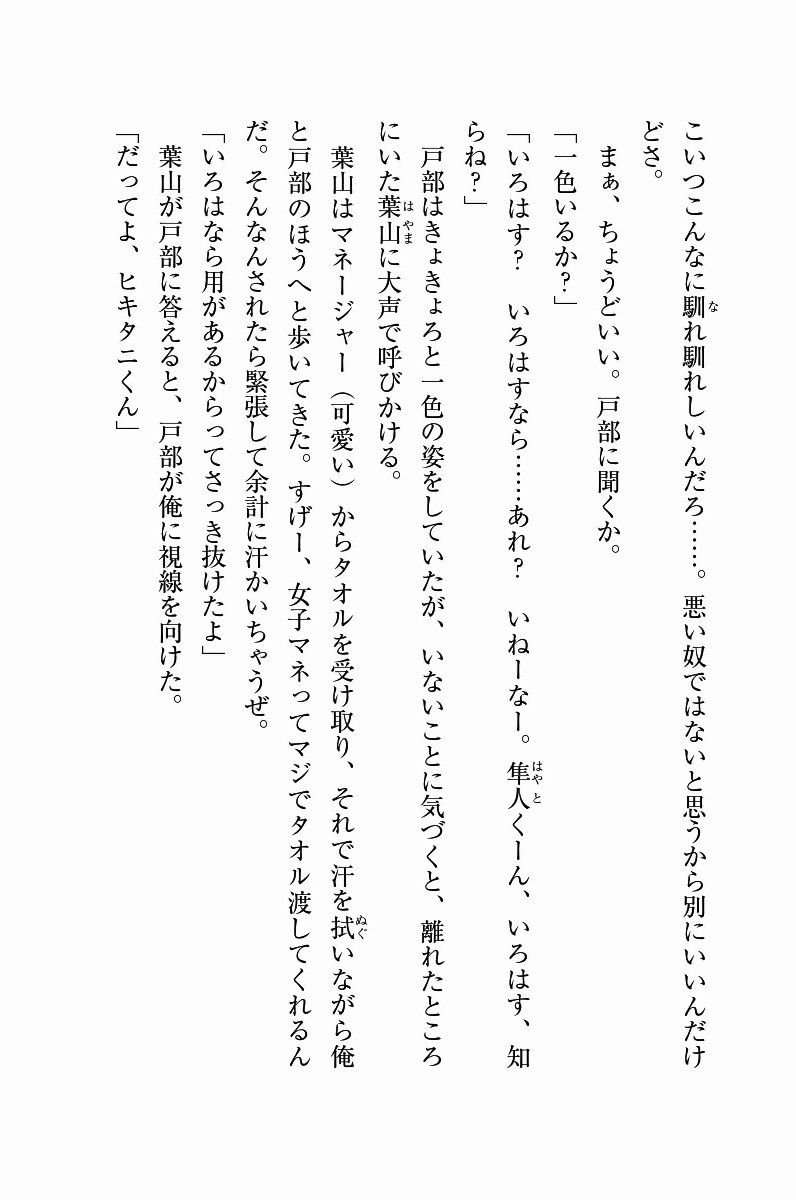 こいつこんなに馴れ馴れしいんだろ……。悪い奴ではないと思うから別にいいんだけ
どさ。
まぁ、ちょうどいい。戸部に聞くか。
「一色いるか？」
「いろはす？　いろはすなら……あれ？　いねーなー。隼人くーん、いろはす、知
らね？」
戸部はきょきょろと一色の姿をしていたが、いないことに気づくと、離れたところ
にいた葉山に大声で呼びかける。
葉山はマネージャー（可愛い）からタオルを受け取り、それで汗を拭いながら俺
と戸部のほうへと歩いてきた。すげー、女子マネってマジでタオル渡してくれるん
だ。そんなんされたら緊張して余計に汗かいちゃうぜ。
「いろはなら用があるからってさっき抜けたよ」
葉山が戸部に答えると、戸部が俺に視線を向けた。
「だってよ、ヒキタニくん」